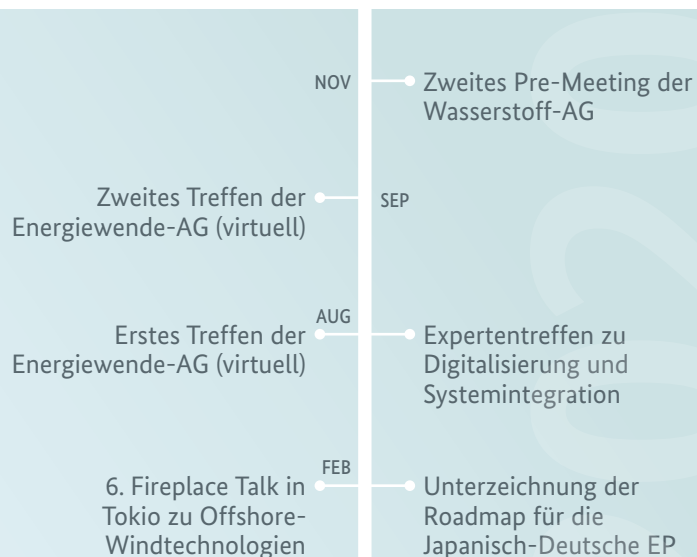 NOV
Zweites Pre-Meeting der
Wasserstoff-AG
Zweites Treffen der
Energiewende-AG (virtuell)
SEP
AUG
Erstes Treffen der
Energiewende-AG (virtuell)
Expertentreffen zu
Digitalisierung und
Systemintegration
FEB
6. Fireplace Talk in
Tokio zu Offshore-
Windtechnologien
Unterzeichnung der
Roadmap für die
Japanisch-Deutsche EP
2020